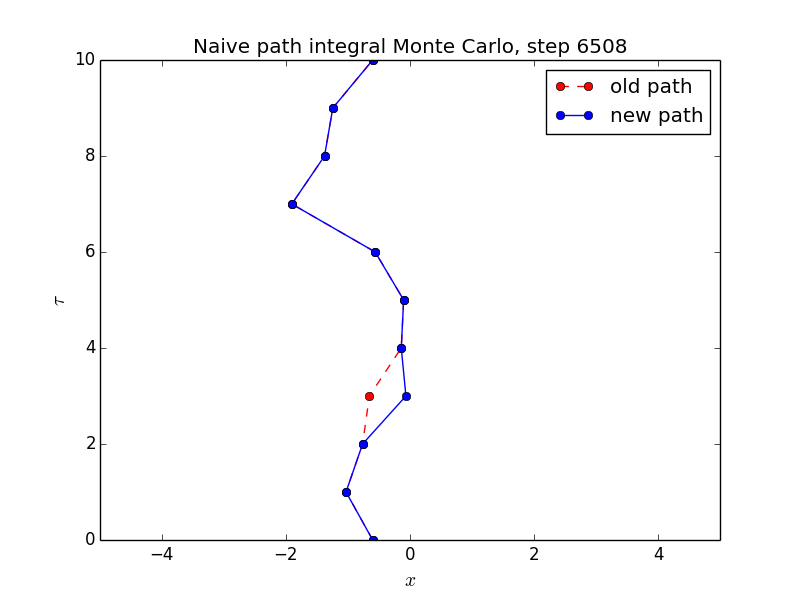 Naive path integral Monte Carlo, step 6508
old path
new path
10
8
6
4
2
0
τ
−4 −2 0 2 4
x